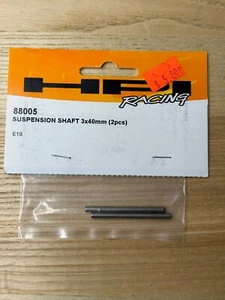 HPI
RACING
88005
SUSPENSION SHAFT 3x40mm (2pcs)
E10